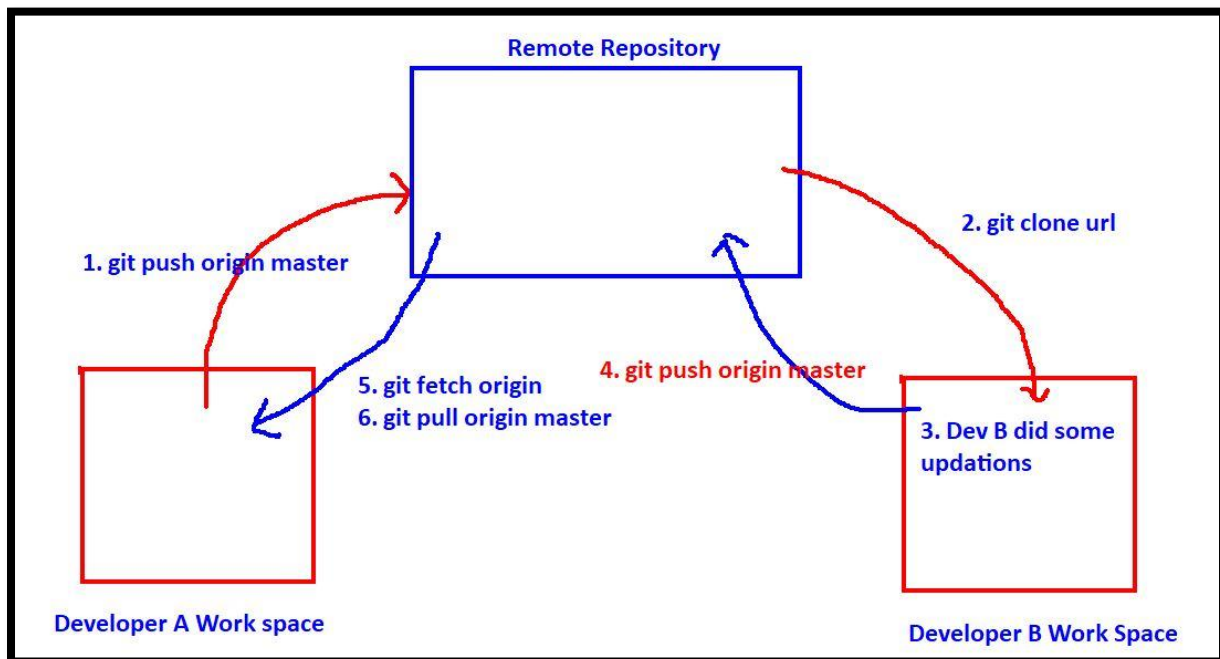 Remote Repository
2. git clone url
1. git push origin master
4. git push origin master
5. git fetch origin
6. git pull origin master
3. Dev B did some
updations
Developer A Work space
Developer B Work Space